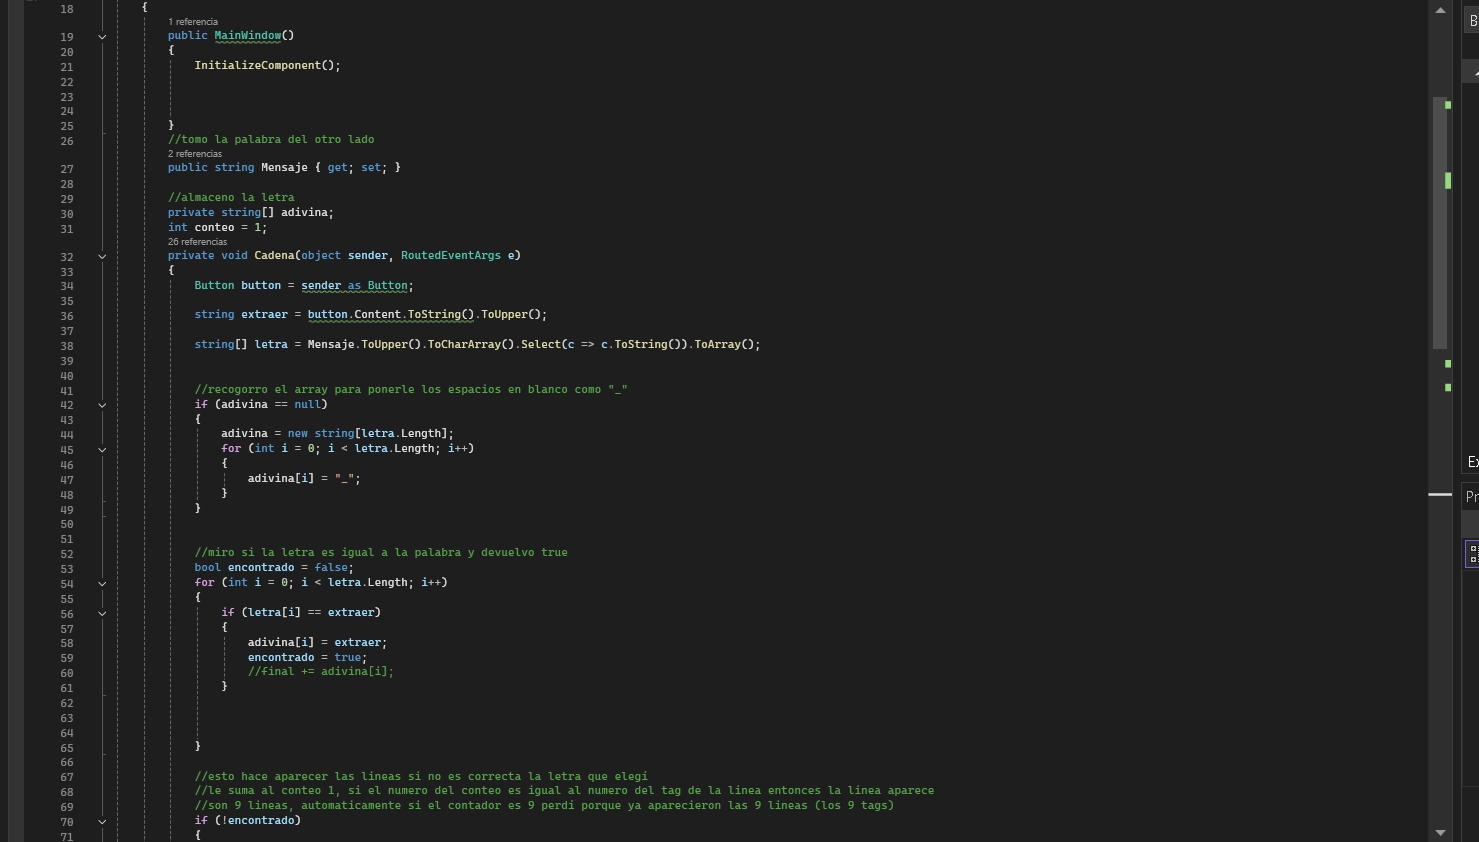 18 {
1 referencia
19 public MainWindow()
20 {
21 InitializeComponent();
22
23
24
25 }
26 //tomo la palabra del otro lado
2 referencias
27 public string Mensaje { get; set; }
28
29 //almaceno la letra
30 private string[] adivina;
31 int conteo = 1;
26 referencias
32 private void Cadena(object sender, RoutedEventArgs e)
33 {
34 Button button = sender as Button;
35
36 string extraer = button.Content.ToString().ToUpper();
37
38 string[] letra = Mensaje.ToUpper().ToCharArray().Select(c => c.ToString()).ToArray();
39
40
41 //recogorro el array para ponerle los espacios en blanco como "_"
42 if (adivina == null)
43 {
44 adivina = new string[letra.Length];
45 for (int i = 0; i < letra.Length; i++)
46 {
47 adivina[i] = "_";
48 }
49 }
50
51
52 //miro si la letra es igual a la palabra y devuelvo true
53 bool encontrado = false;
54 for (int i = 0; i < letra.Length; i++)
55 {
56 if (letra[i] == extraer)
57 {
58 adivina[i] = extraer;
59 encontrado = true;
60 //final += adivina[i];
61 }
62
63
64
65 }
66
67 //esto hace aparecer las lineas si no es correcta la letra que elegi
68 //le suma al conteo 1, si el numero del conteo es igual al numero del tag de la linea entonces la linea aparece
69 //son 9 lineas, automaticamente si el contador es 9 perdi porque ya aparecieron las 9 lineas (los 9 tags)
70 if (!encontrado)
71 {
B
Ex
Pr